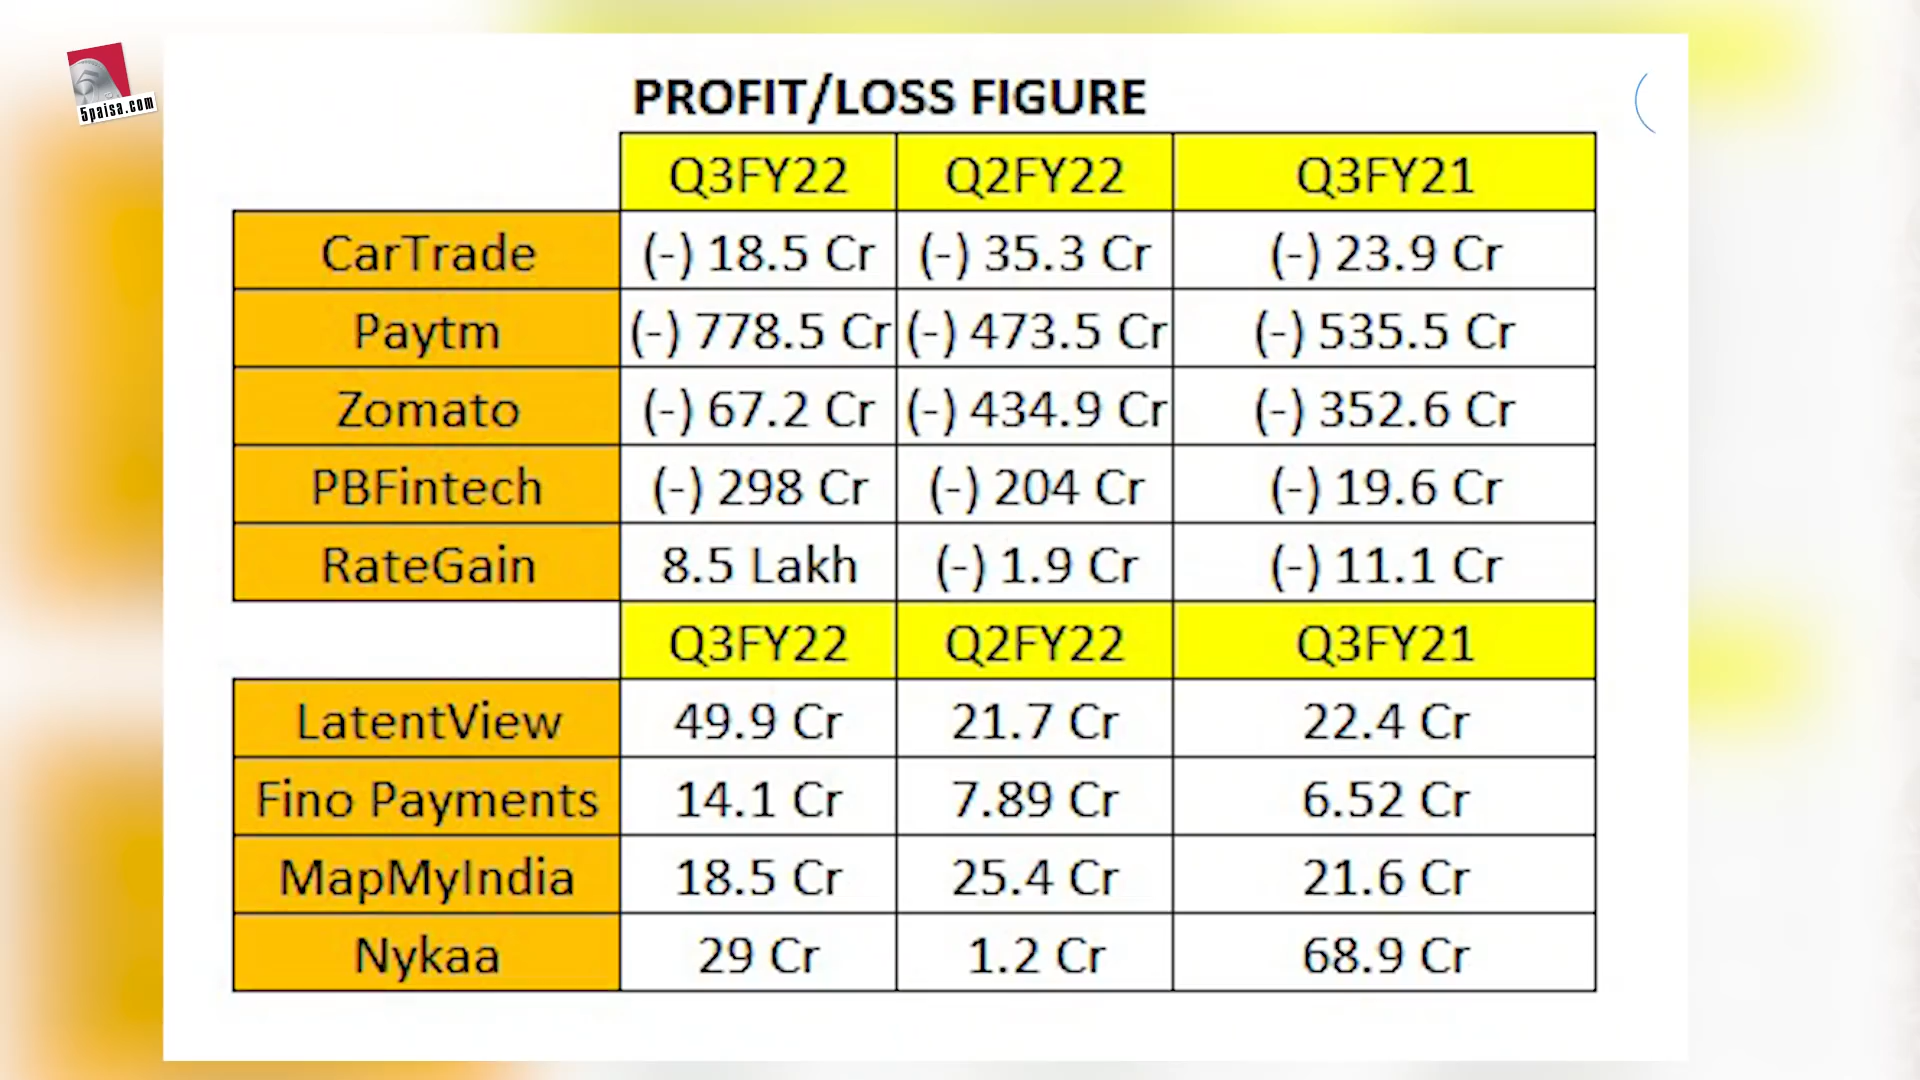 5paisa.com
PROFIT/LOSS FIGURE
Q3FY22 Q2FY22 Q3FY21
CarTrade (-) 18.5 Cr (-) 35.3 Cr (-) 23.9 Cr
Paytm (-) 778.5 Cr (-) 473.5 Cr (-) 535.5 Cr
Zomato (-) 67.2 Cr (-) 434.9 Cr (-) 352.6 Cr
PBFintech (-) 298 Cr (-) 204 Cr (-) 19.6 Cr
RateGain 8.5 Lakh (-) 1.9 Cr (-) 11.1 Cr
Q3FY22 Q2FY22 Q3FY21
LatentView 49.9 Cr 21.7 Cr 22.4 Cr
Fino Payments 14.1 Cr 7.89 Cr 6.52 Cr
MapMyIndia 18.5 Cr 25.4 Cr 21.6 Cr
Nykaa 29 Cr 1.2 Cr 68.9 Cr